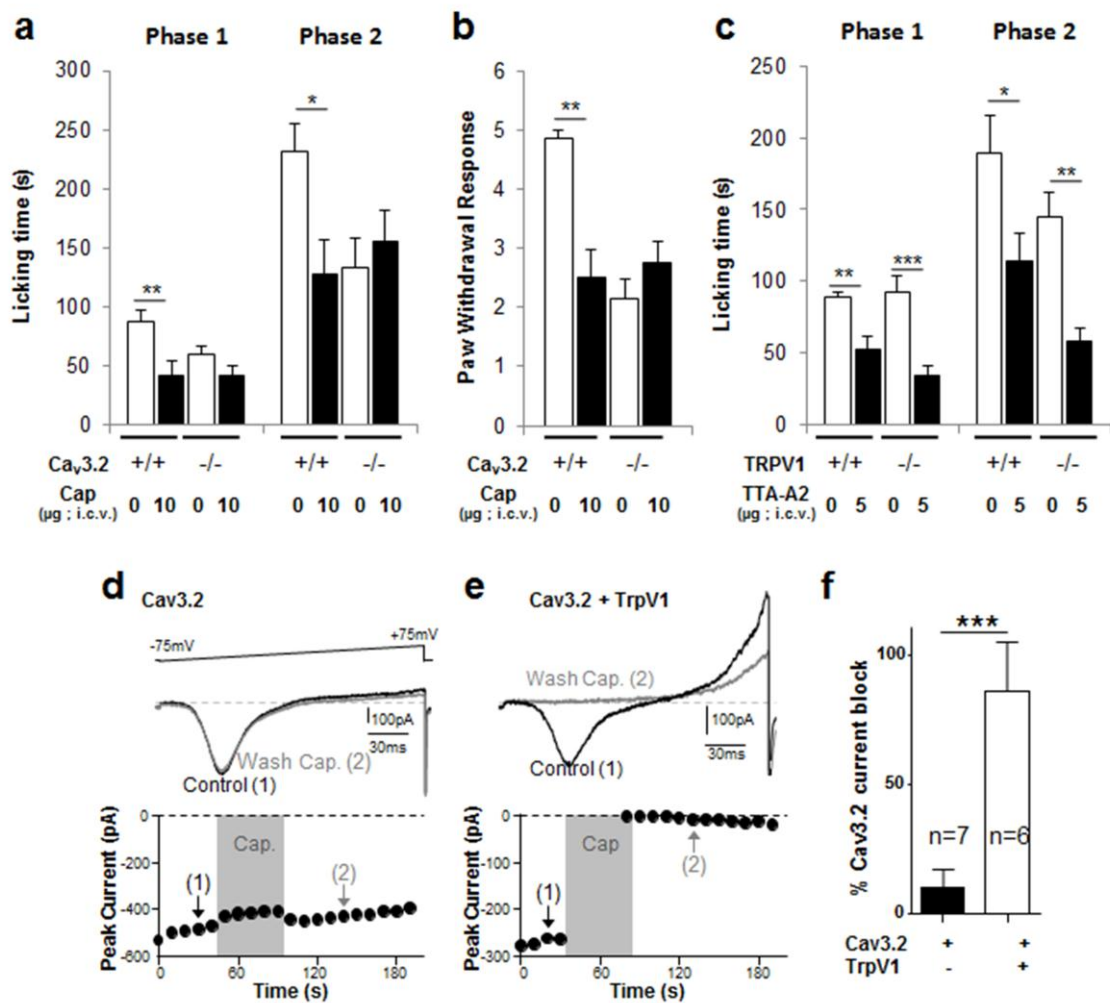 a
Phase 1
Phase 2
Licking time (s)
300
250
200
150
100
50
0
**
*
Cav3.2
+/+
-/-
+/+
-/-
Cap
(µg ; i.c.v.)
0 10 0 10 0 10 0 10
b
Paw Withdrawal Response
6
5
4
3
2
1
0
**
Cav3.2
+/+
-/-
Cap
(µg ; i.c.v.)
0 10 0 10
c
Phase 1
Phase 2
Licking time (s)
250
200
150
100
50
0
**
***
*
**
TRPV1
+/+
-/-
+/+
-/-
TTA-A2
(µg ; i.c.v.)
0 5 0 5 0 5 0 5
d
Cav3.2
-75mV
+75mV
100pA
30ms
Wash Cap. (2)
Control (1)
Peak Current (pA)
0
-200
-400
-600
Cap.
(1)
(2)
0
60
120
180
Time (s)
e
Cav3.2 + TrpV1
Wash Cap. (2)
100pA
30ms
Control (1)
Peak Current (pA)
0
-100
-200
-300
Cap
(1)
(2)
0
60
120
180
Time (s)
f
% Cav3.2 current block
100
50
0
***
n=7
n=6
Cav3.2 + +
TrpV1 - +